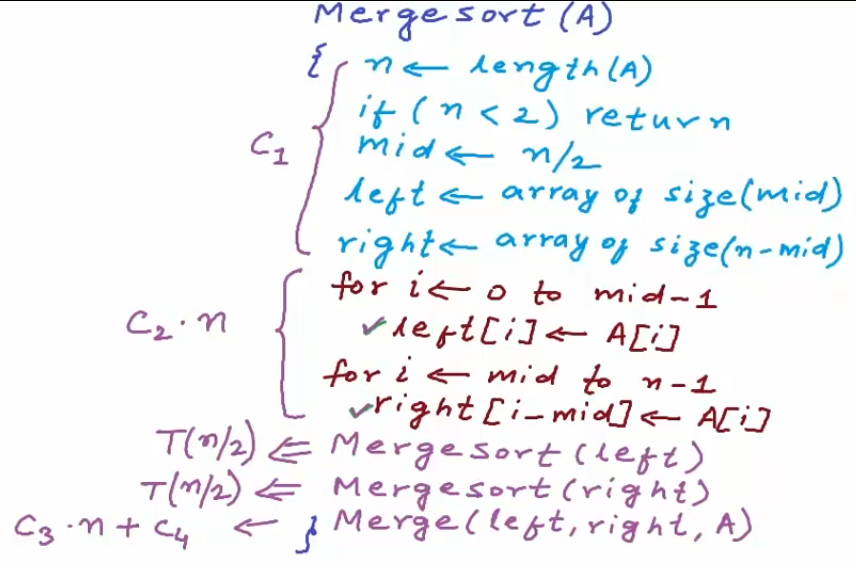 Mergesort(A)
{ n ← length(A)
if (n < 2) return
C1 mid ← n/2
left ← array of size(mid)
right ← array of size(n-mid)
for i ← 0 to mid-1
C2·n ✓left[i] ← A[i]
for i ← mid to n-1
✓right[i-mid] ← A[i]
T(n/2) ⇐ Mergesort(left)
T(n/2) ⇐ Mergesort(right)
C3·n + C4 ← } Merge(left, right, A)